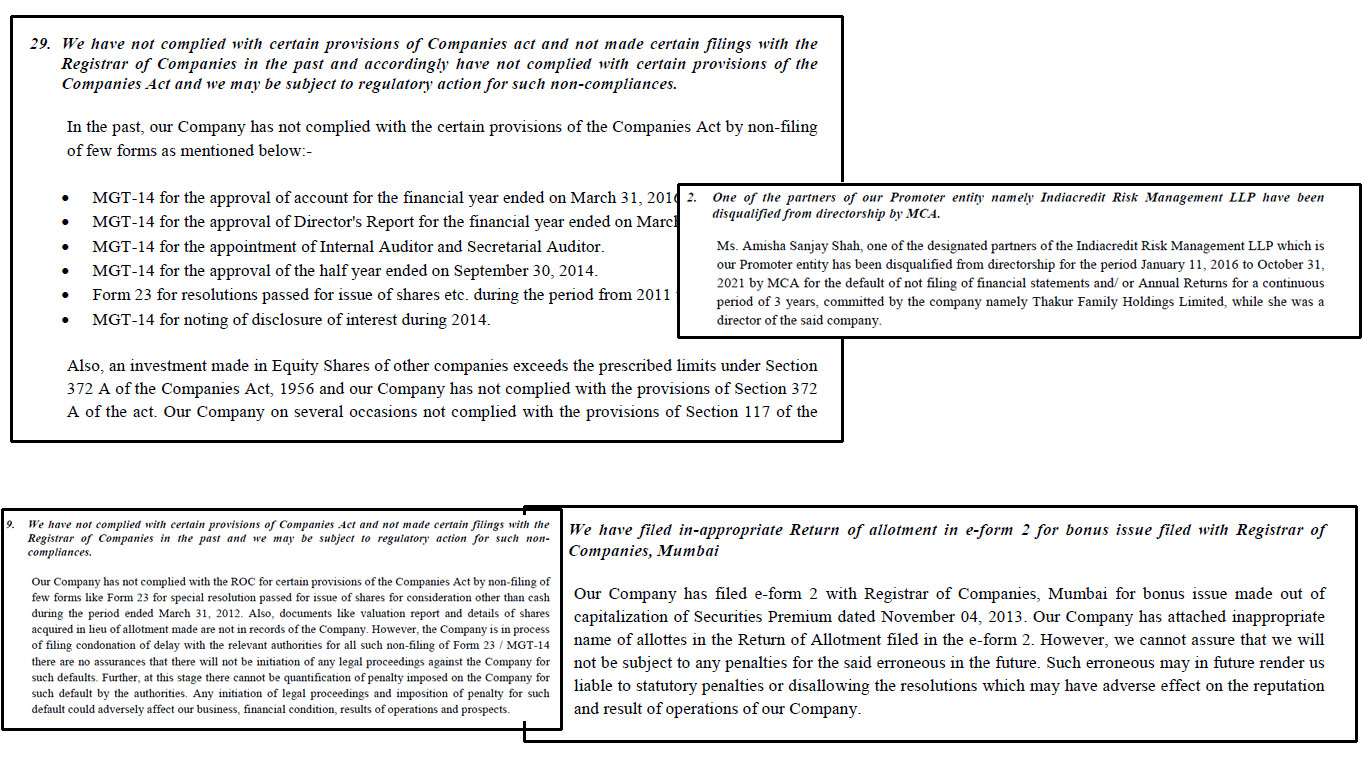 29. We have not complied with certain provisions of Companies act and not made certain filings with the
Registrar of Companies in the past and accordingly have not complied with certain provisions of the
Companies Act and we may be subject to regulatory action for such non-compliances.
In the past, our Company has not complied with the certain provisions of the Companies Act by non-filing
of few forms as mentioned below:-
• MGT-14 for the approval of account for the financial year ended on March 31, 2016
• MGT-14 for the approval of Director's Report for the financial year ended on
• MGT-14 for the appointment of Internal Auditor and Secretarial Auditor.
• MGT-14 for the approval of the half year ended on September 30, 2014.
• Form 23 for resolutions passed for issue of shares etc. during the period from 2011
• MGT-14 for noting of disclosure of interest during 2014.
Also, an investment made in Equity Shares of other companies exceeds the prescribed limits under Section
372 A of the Companies Act, 1956 and our Company has not complied with the provisions of Section 372
A of the act. Our Company on several occasions not complied with the provisions of Section 117 of the
2. One of the partners of our Promoter entity namely Indiacredit Risk Management LLP have been
disqualified from directorship by MCA.
Ms. Amisha Sanjay Shah, one of the designated partners of the Indiacredit Risk Management LLP which is
our Promoter entity has been disqualified from directorship for the period January 11, 2016 to October 31,
2021 by MCA for the default of not filing of financial statements and/ or Annual Returns for a continuous
period of 3 years, committed by the company namely Thakur Family Holdings Limited, while she was a
director of the said company.
9. We have not complied with certain provisions of Companies Act and not made certain filings with the
Registrar of Companies in the past and we may be subject to regulatory action for such non-
compliances.
Our Company has not complied with the ROC for certain provisions of the Companies Act by non-filing of
few forms like Form 23 for special resolution passed for issue of shares for consideration other than cash
during the period ended March 31, 2012. Also, documents like valuation report and details of shares
acquired in lieu of allotment made are not in records of the Company. However, the Company is in process
of filing condonation of delay with the relevant authorities for all such non-filing of Form 23 / MGT-14
there are no assurances that there will not be initiation of any legal proceedings against the Company for
such defaults. Further, at this stage there cannot be quantification of penalty imposed on the Company for
such default by the authorities. Any initiation of legal proceedings and imposition of penalty for such
default could adversely affect our business, financial condition, results of operations and prospects.
We have filed in-appropriate Return of allotment in e-form 2 for bonus issue filed with Registrar of
Companies, Mumbai
Our Company has filed e-form 2 with Registrar of Companies, Mumbai for bonus issue made out of
capitalization of Securities Premium dated November 04, 2013. Our Company has attached inappropriate
name of allottes in the Return of Allotment filed in the e-form 2. However, we cannot assure that we will
not be subject to any penalties for the said erroneous in the future. Such erroneous may in future render us
liable to statutory penalties or disallowing the resolutions which may have adverse effect on the reputation
and result of operations of our Company.